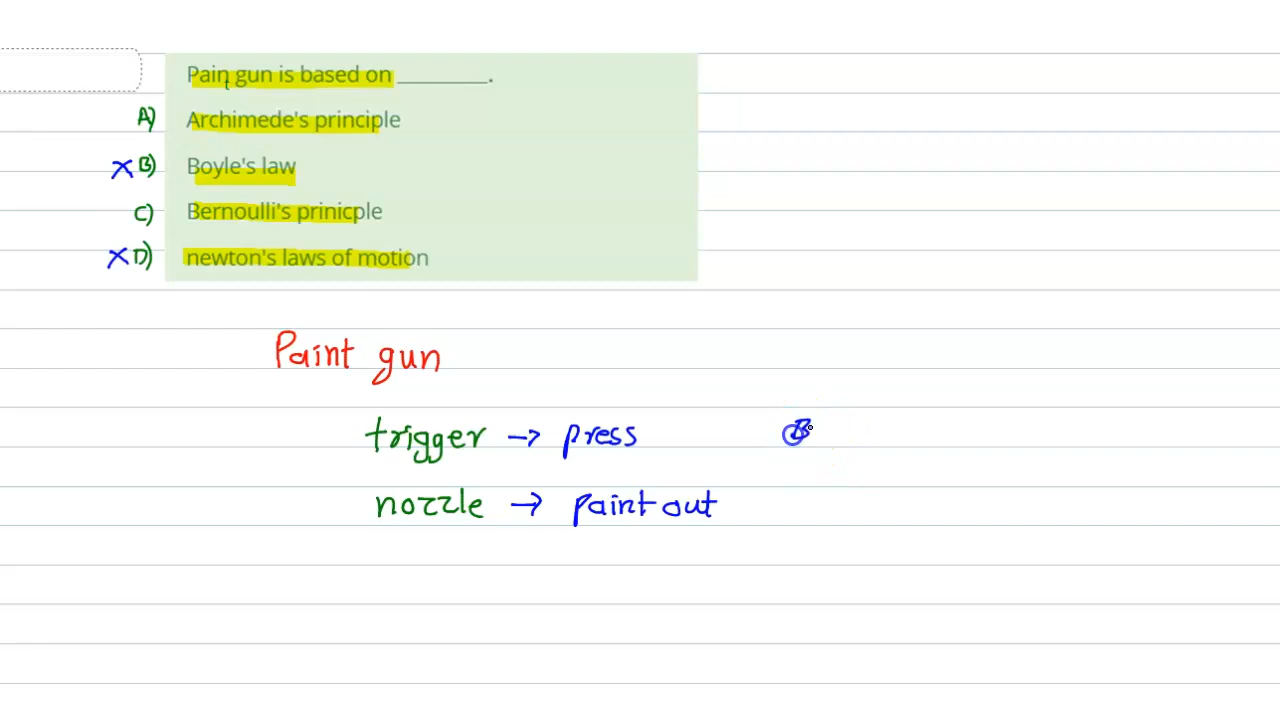 Pain gun is based on ________.
t
A) Archimede's principle
X B) Boyle's law
C) Bernoulli's prinicple
X D) newton's laws of motion
Paint gun
trigger → press
B
nozzle → paint out